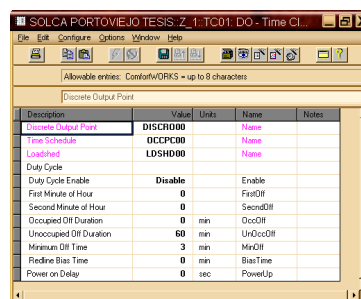 SOLCA PORTOVIEJO TESIS::Z_1::TC01: DO - Time Cl...
File Edit Configure Options Window Help
Allowable entries: ComfortWORKS = up to 8 characters
Discrete Output Point
Description Value Units Name Notes
Discrete Output Point DISCRO00 Name
Time Schedule OCCPC00 Name
Loadshed LDSHD00 Name
Duty Cycle
Duty Cycle Enable Disable Enable
First Minute of Hour 0 FirstOff
Second Minute of Hour 0 SecndOff
Occupied Off Duration 0 min OccOff
Unoccupied Off Duration 60 min UnOccOff
Minimum Off Time 3 min MinOff
Redline Bias Time 0 min BiasTime
Power on Delay 0 sec PowerUp